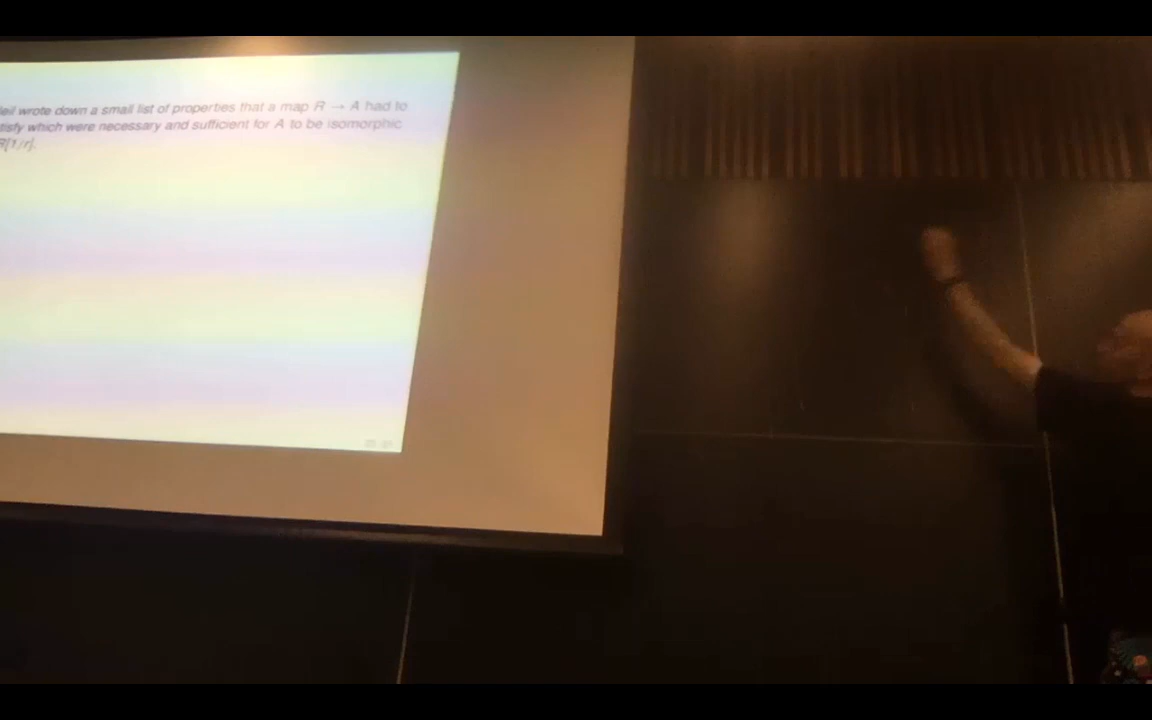 eil wrote down a small list of properties that a map R → A had to
tisfy which were necessary and sufficient for A to be isomorphic
R[1/r].